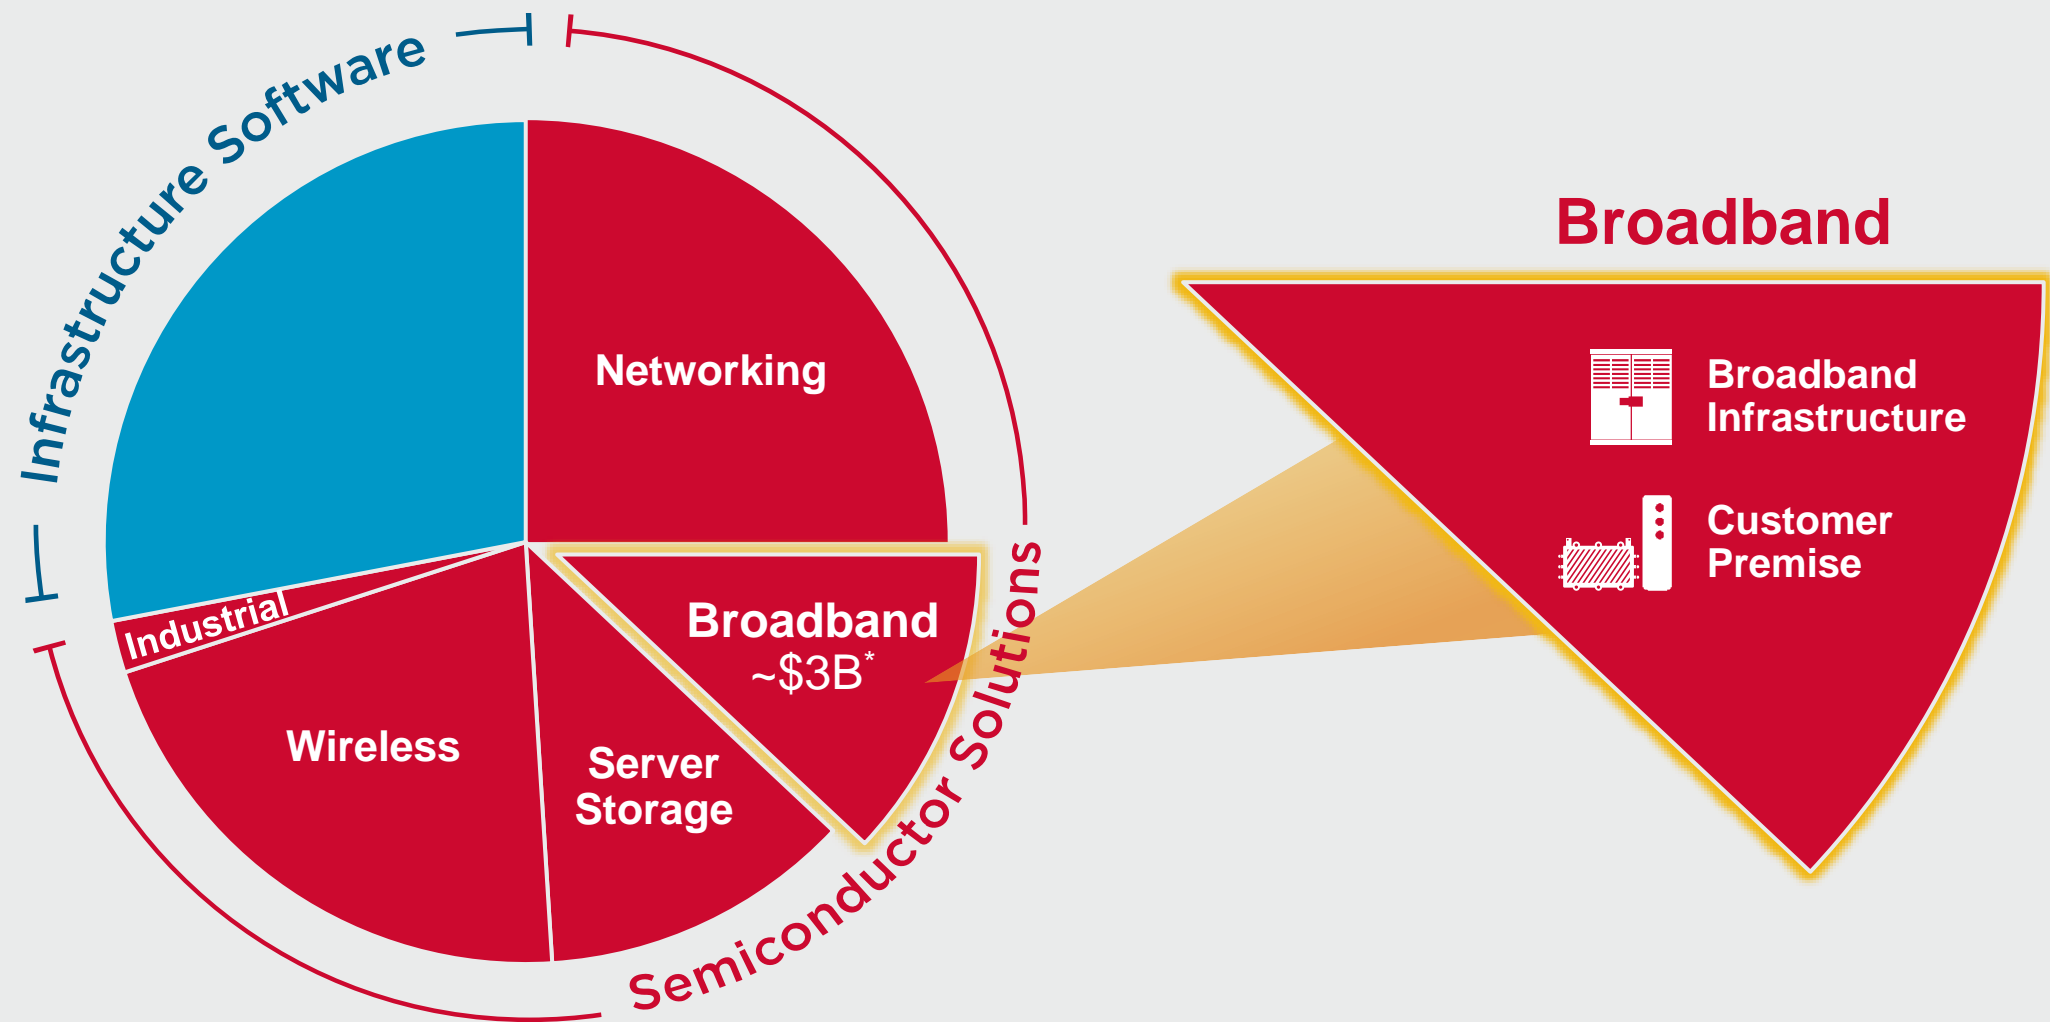 Infrastructure Software
Networking
Broadband
~$3B*
Server
Storage
Wireless
Industrial
Semiconductor Solutions
Broadband
Broadband
Infrastructure
Customer
Premise